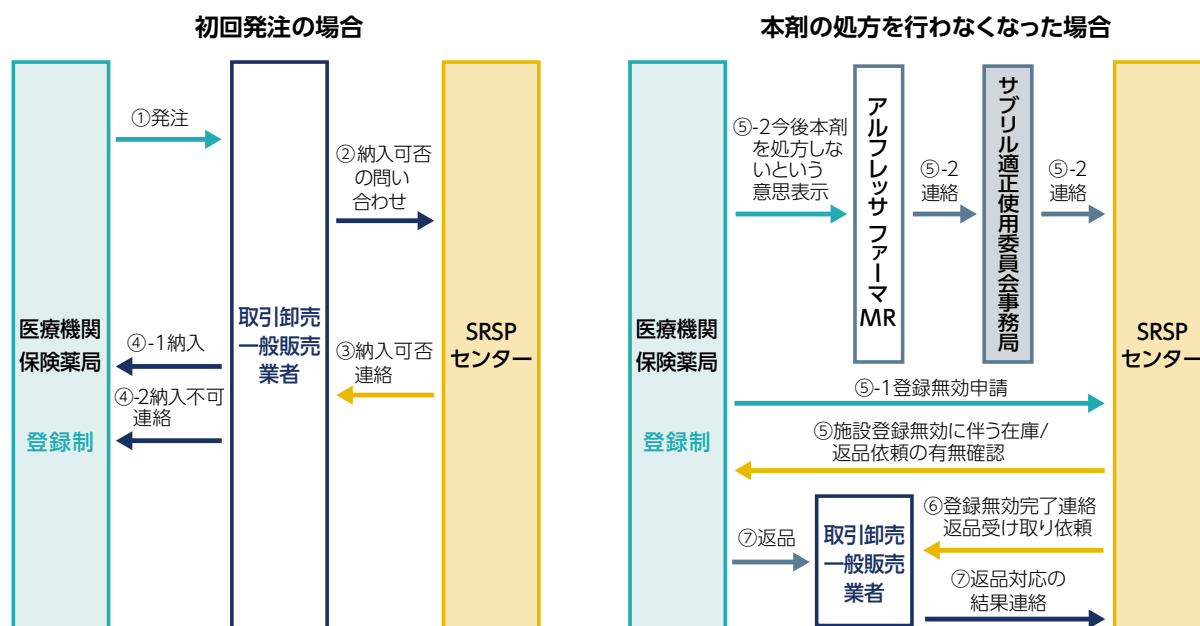 初回発注の場合
①発注
②納入可否
の問い
合わせ
医療機関
保険薬局
登録制
④-1納入
④-2納入不可
連絡
取引卸売
一般販売
業者
③納入可否
連絡
SRSP
センター
本剤の処方を行わなくなった場合
⑤-2今後本剤
を処方しな
いという
意思表示
アルフレッサ ファーマ
MR
⑤-2
連絡
サブリル適正使用委員会事務局
⑤-2
連絡
医療機関
保険薬局
登録制
SRSP
センター
⑤-1登録無効申請
⑤施設登録無効に伴う在庫/
返品依頼の有無確認
⑦返品
取引卸売
一般販売
業者
⑥登録無効完了連絡
返品受け取り依頼
⑦返品対応の
結果連絡